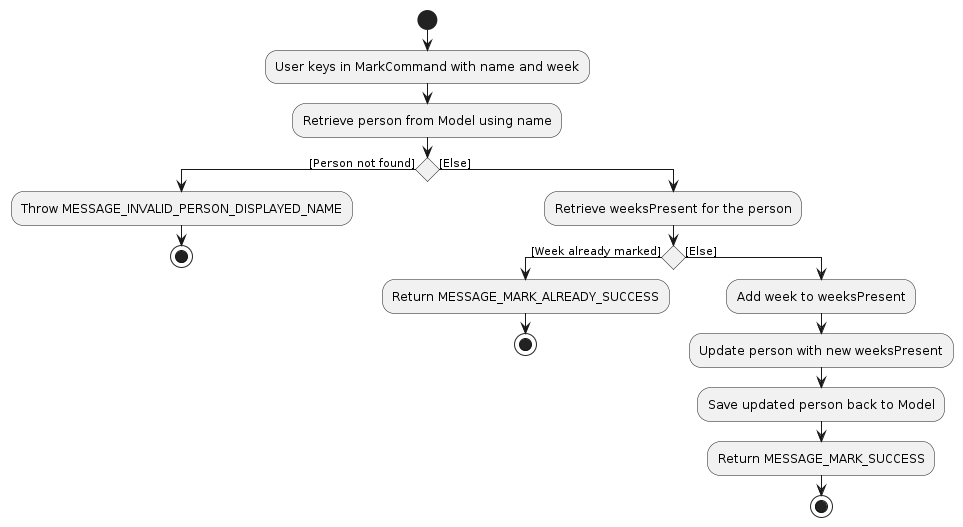 User keys in MarkCommand with name and week
Retrieve person from Model using name
[Person not found]
[Else]
Throw MESSAGE_INVALID_PERSON_DISPLAYED_NAME
Retrieve weeksPresent for the person
[Week already marked]
[Else]
Return MESSAGE_MARK_ALREADY_SUCCESS
Add week to weeksPresent
Update person with new weeksPresent
Save updated person back to Model
Return MESSAGE_MARK_SUCCESS